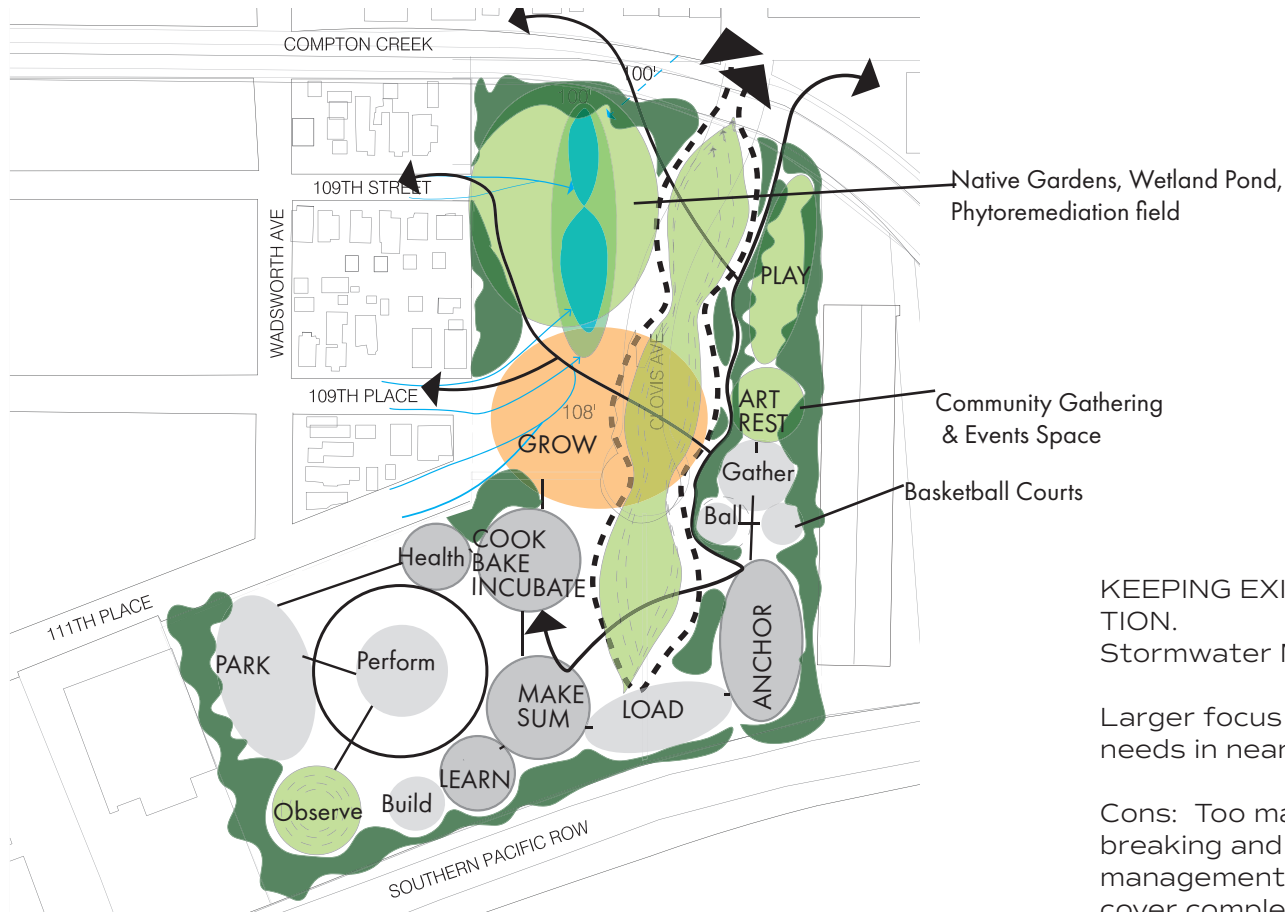 COMPTON CREEK
100'
100'
109TH STREET
WADSWORTH AVE
Native Gardens, Wetland Pond,
Phytoremediation field
PLAY
CLOVIS AVE
109TH PLACE
108'
GROW
ART
REST
Community Gathering
& Events Space
Gather
Ball
Basketball Courts
Health
COOK
BAKE
INCUBATE
111TH PLACE
PARK
Perform
MAKE
SUM
LOAD
ANCHOR
LEARN
Observe
Build
SOUTHERN PACIFIC ROW
KEEPING
TION.
Stormwater
Larger focus
needs in
Cons: Too
breaking and
management
cover